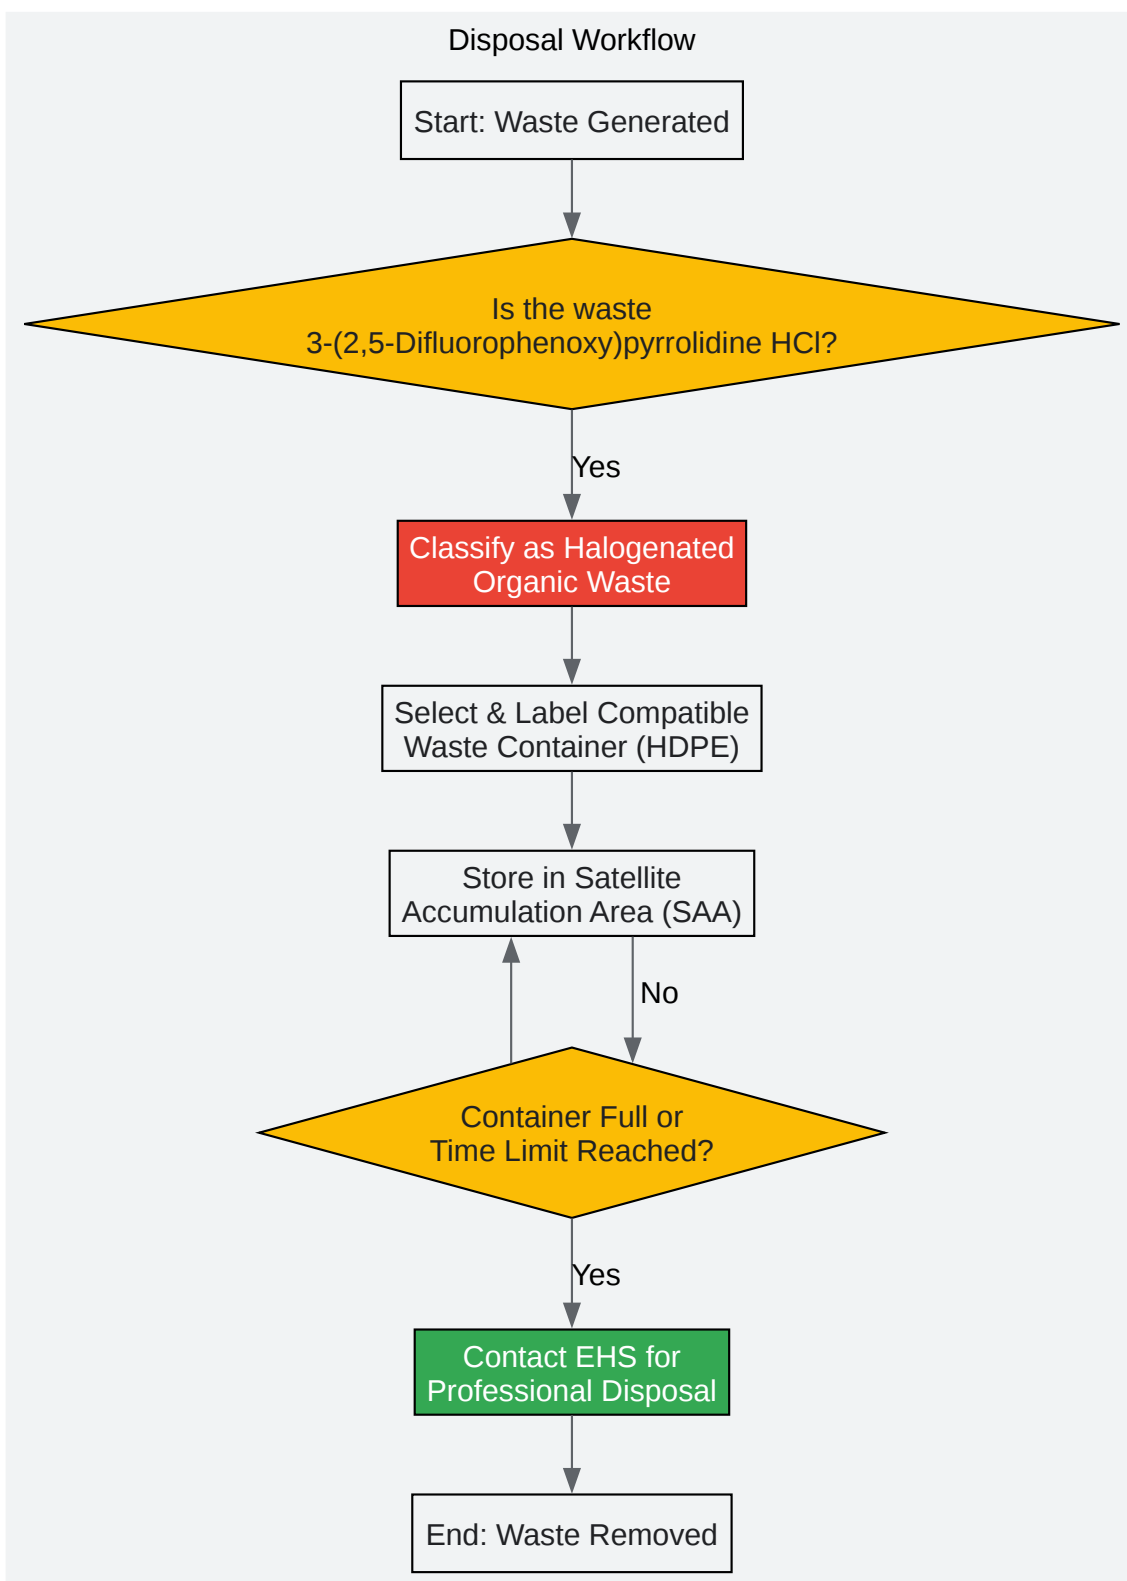 Disposal Workflow
Start: Waste Generated
Is the waste
3-(2,5-Difluorophenoxy)pyrrolidine HCl?
Yes
Classify as Halogenated
Organic Waste
Select & Label Compatible
Waste Container (HDPE)
Store in Satellite
Accumulation Area (SAA)
No
Container Full or
Time Limit Reached?
Yes
Contact EHS for
Professional Disposal
End: Waste Removed